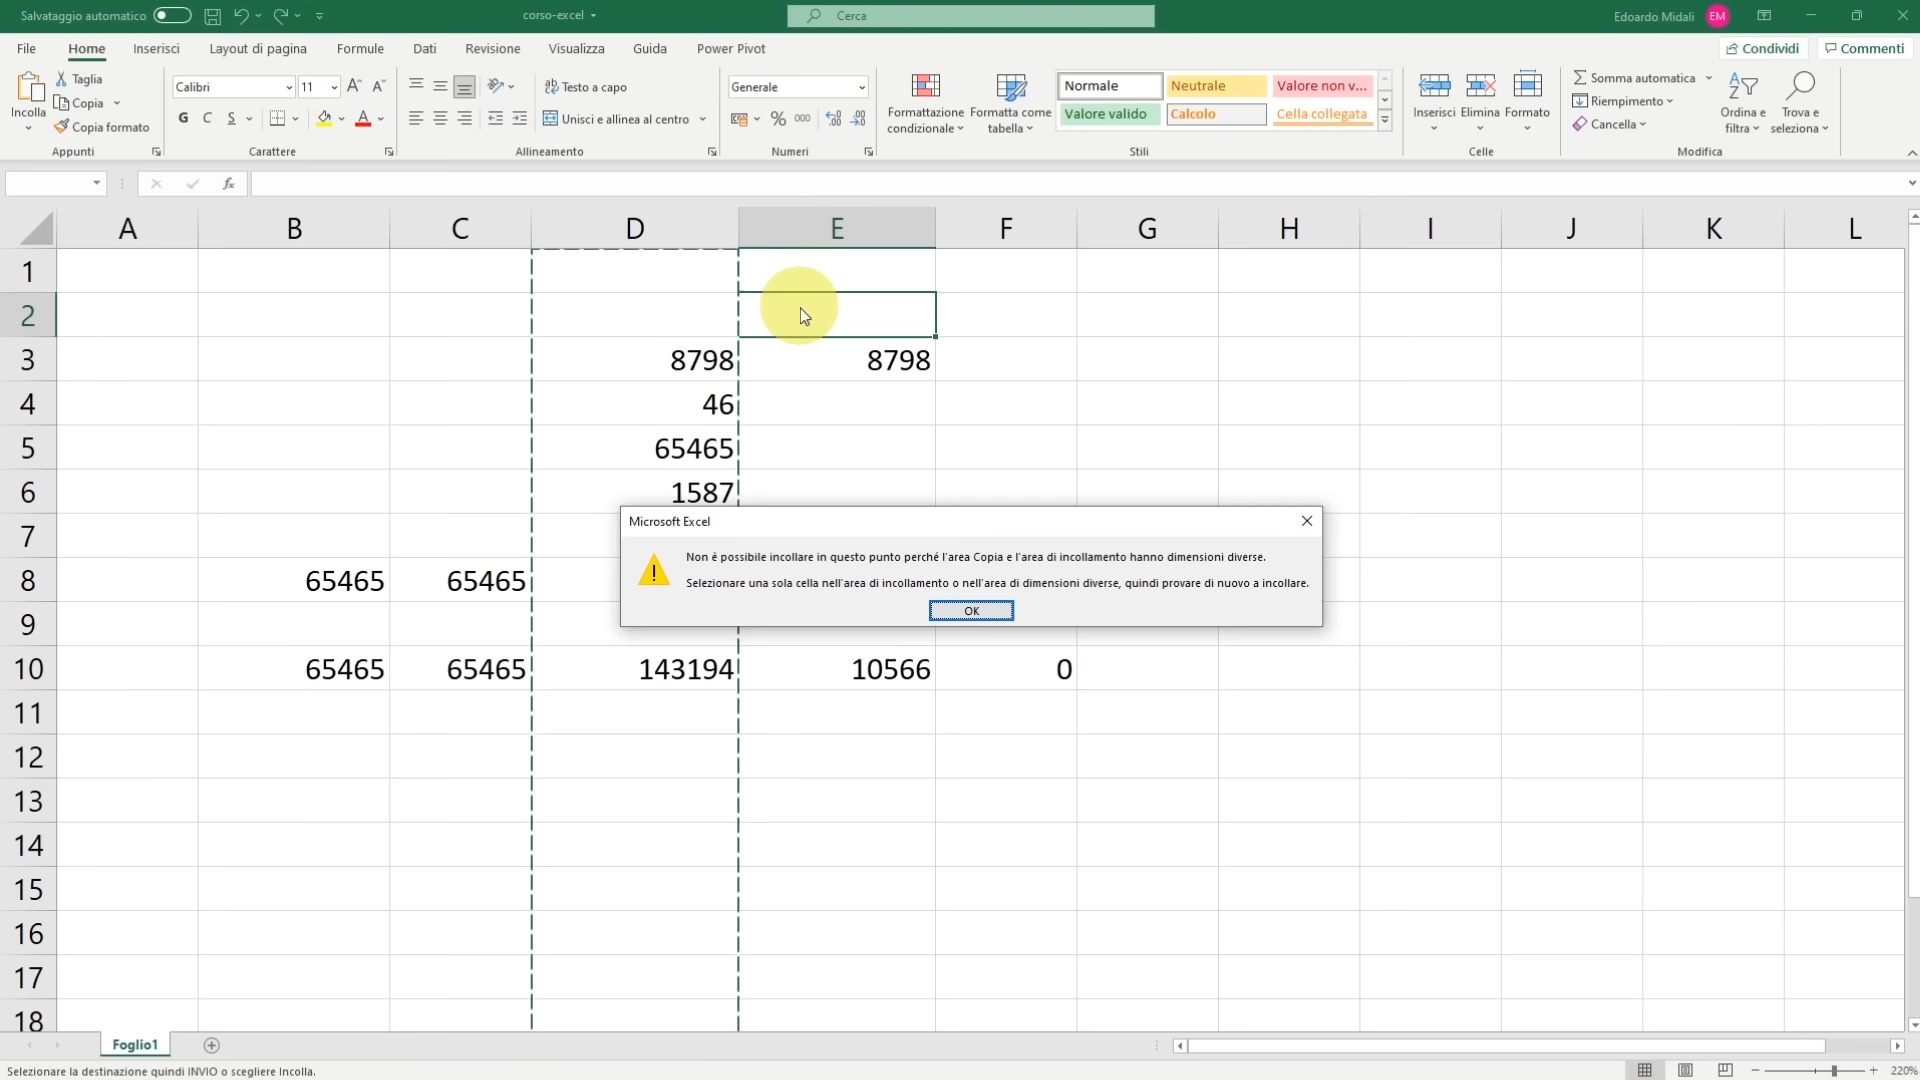 Salvataggio automatico
corso-excel
Cerca
Edoardo Midali
EM
File
Home
Inserisci
Layout di pagina
Formule
Dati
Revisione
Visualizza
Guida
Power Pivot
Condividi
Commenti
Incolla
Taglia
Copia
Copia formato
Appunti
Calibri
11
G C S
Carattere
Testo a capo
Unisci e allinea al centro
Allineamento
Generale
% 000
Numeri
Formattazione condizionale
Formatta come tabella
Normale
Neutrale
Valore non v...
Valore valido
Calcolo
Cella collegata
Stili
Inserisci
Elimina
Formato
Celle
Somma automatica
Riempimento
Cancella
Ordina e filtra
Trova e seleziona
Modifica
fx
A B C D E F G H I J K L
1
2
3 8798 8798
4 46
5 65465
6 1587
7
8 65465 65465
9
10 65465 65465 143194 10566 0
11
12
13
14
15
16
17
18
Microsoft Excel
Non è possibile incollare in questo punto perché l'area Copia e l'area di incollamento hanno dimensioni diverse.
Selezionare una sola cella nell'area di incollamento o nell'area di dimensioni diverse, quindi provare di nuovo a incollare.
OK
Foglio1
Selezionare la destinazione quindi INVIO o scegliere Incolla.
220%